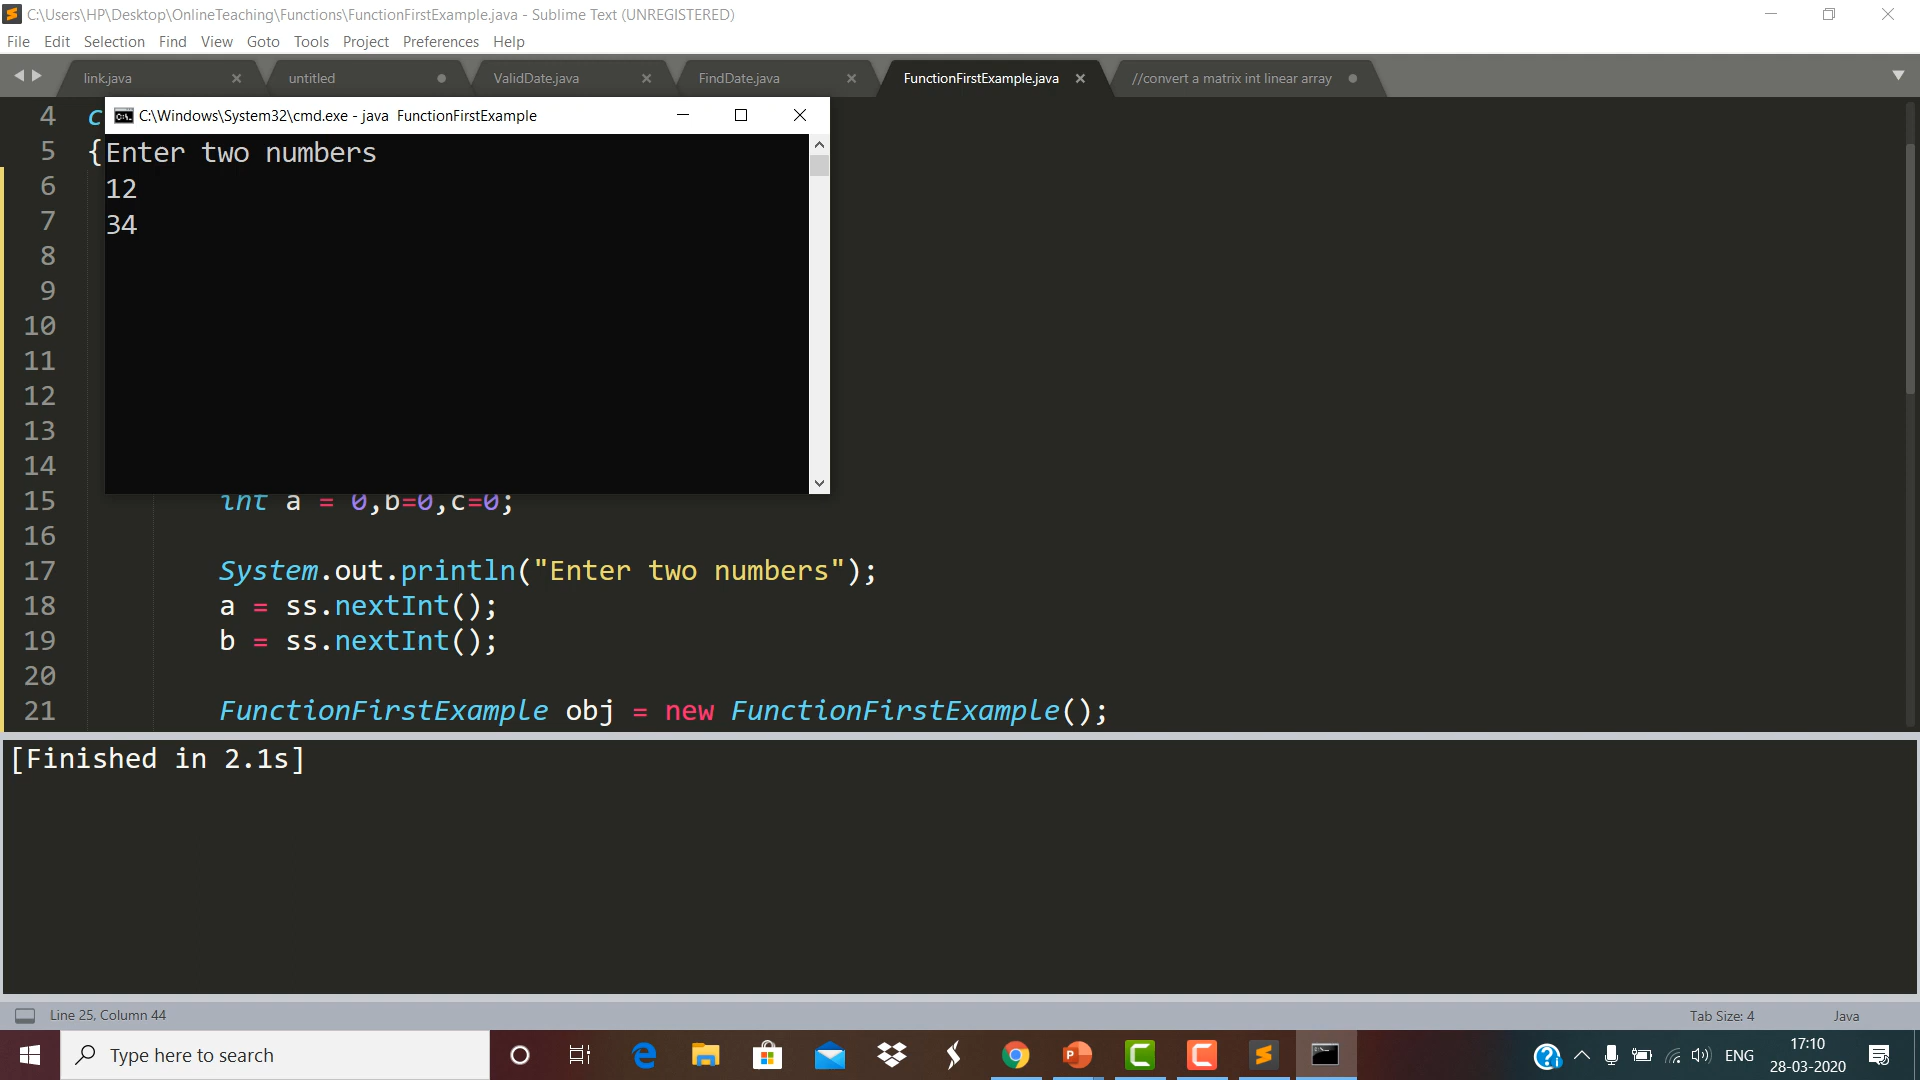 C:\Users\HP\Desktop\OnlineTeaching\Functions\FunctionFirstExample.java - Sublime Text (UNREGISTERED)
File Edit Selection Find View Goto Tools Project Preferences Help
link.java untitled ValidDate.java FindDate.java FunctionFirstExample.java //convert a matrix int linear array
4 c
C:\Windows\System32\cmd.exe - java FunctionFirstExample
5 {
Enter two numbers
6
12
7
34
8
9
10
11
12
13
14
15 int a = 0,b=0,c=0;
16
17 System.out.println("Enter two numbers");
18 a = ss.nextInt();
19 b = ss.nextInt();
20
21 FunctionFirstExample obj = new FunctionFirstExample();
[Finished in 2.1s]
Line 25, Column 44 Tab Size: 4 Java
Type here to search
ENG
17:10
28-03-2020